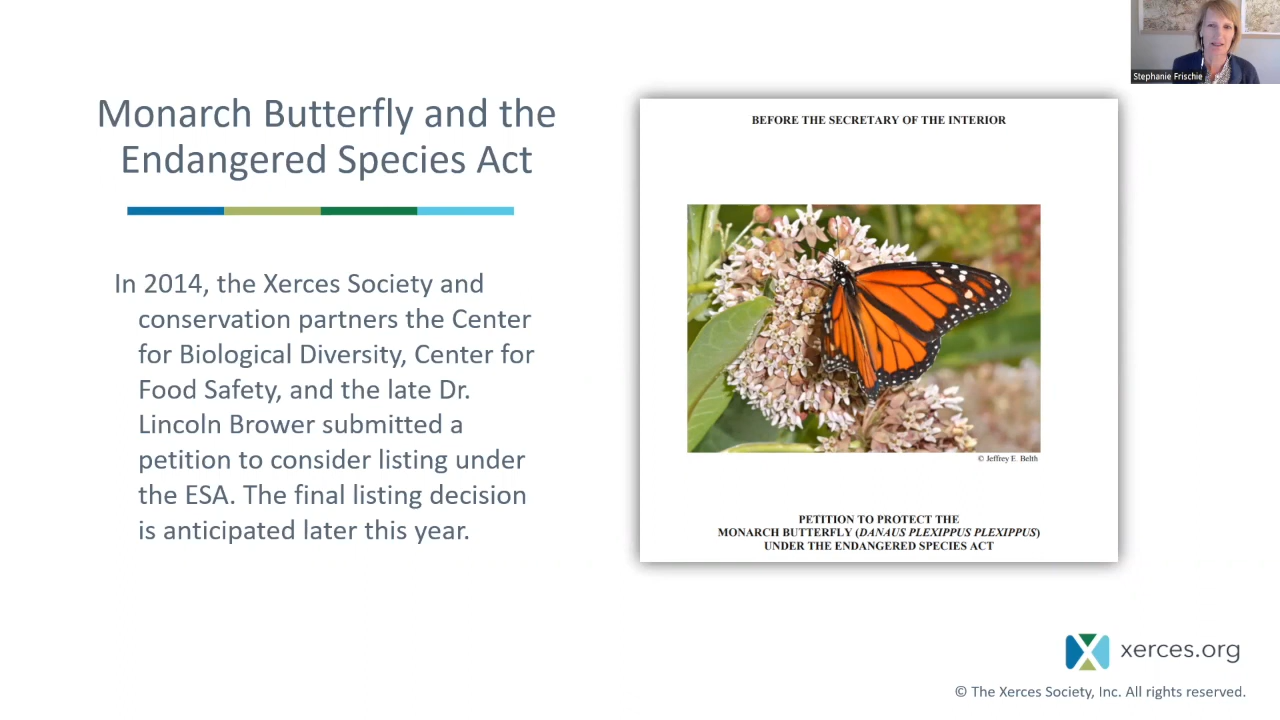 Stephanie Frischie
Monarch Butterfly and the
Endangered Species Act
In 2014, the Xerces Society and
conservation partners the Center
for Biological Diversity, Center for
Food Safety, and the late Dr.
Lincoln Brower submitted a
petition to consider listing under
the ESA. The final listing decision
is anticipated later this year.
BEFORE THE SECRETARY OF THE INTERIOR
© Jeffrey E. Belth
PETITION TO PROTECT THE
MONARCH BUTTERFLY (DANAUS PLEXIPPUS PLEXIPPUS)
UNDER THE ENDANGERED SPECIES ACT
xerces.org
© The Xerces Society, Inc. All rights reserved.